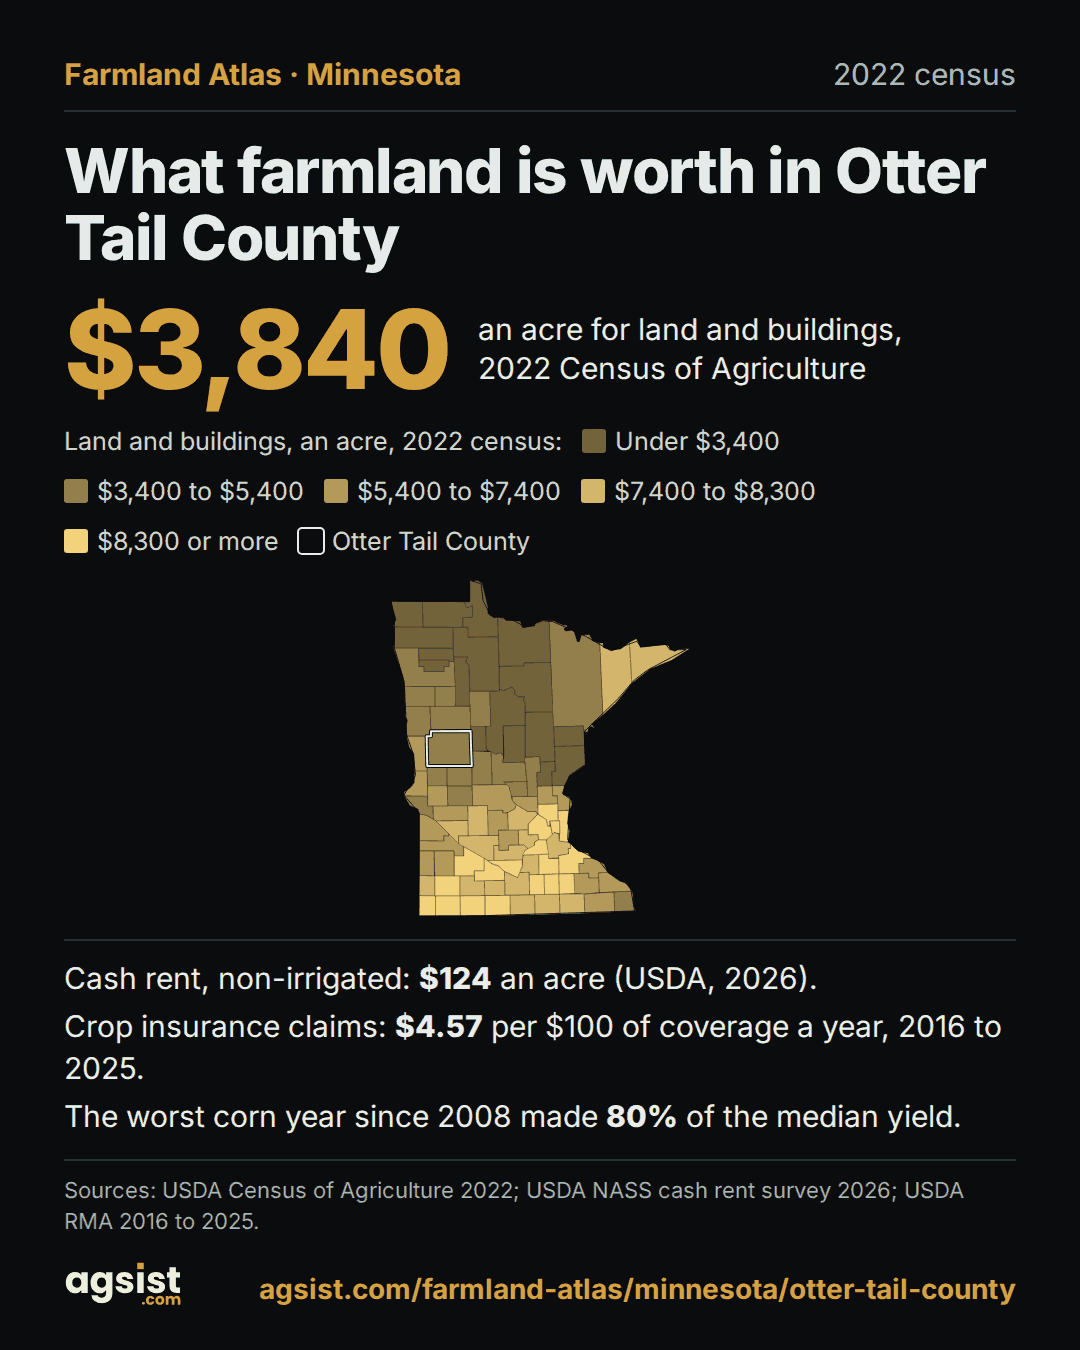 Farmland Atlas · Minnesota
2022 census
What farmland is worth in Otter
Tail County
$3,840
an acre for land and buildings,
2022 Census of Agriculture
Land and buildings, an acre, 2022 census:
Under $3,400
$3,400 to $5,400
$5,400 to $7,400
$7,400 to $8,300
$8,300 or more
Otter Tail County
Cash rent, non-irrigated: $124 an acre (USDA, 2026).
Crop insurance claims: $4.57 per $100 of coverage a year, 2016 to
2025.
The worst corn year since 2008 made 80% of the median yield.
Sources: USDA Census of Agriculture 2022; USDA NASS cash rent survey 2026; USDA
RMA 2016 to 2025.
agsist
.com
agsist.com/farmland-atlas/minnesota/otter-tail-county